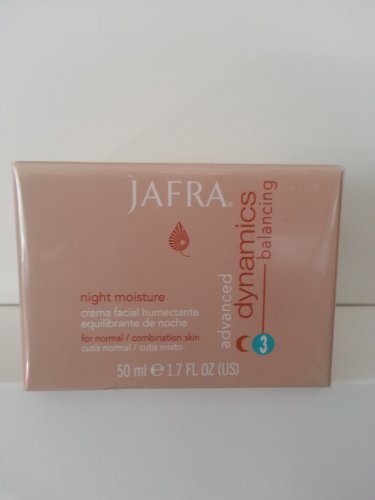 JAFRA®
night moisture
crema facial humectante
equilibrante de noche
for normal / combination skin
cutis normal / cutis mixto
50 ml ℮ 1.7 FL OZ (US)
advanced
dynamics
balancing
3